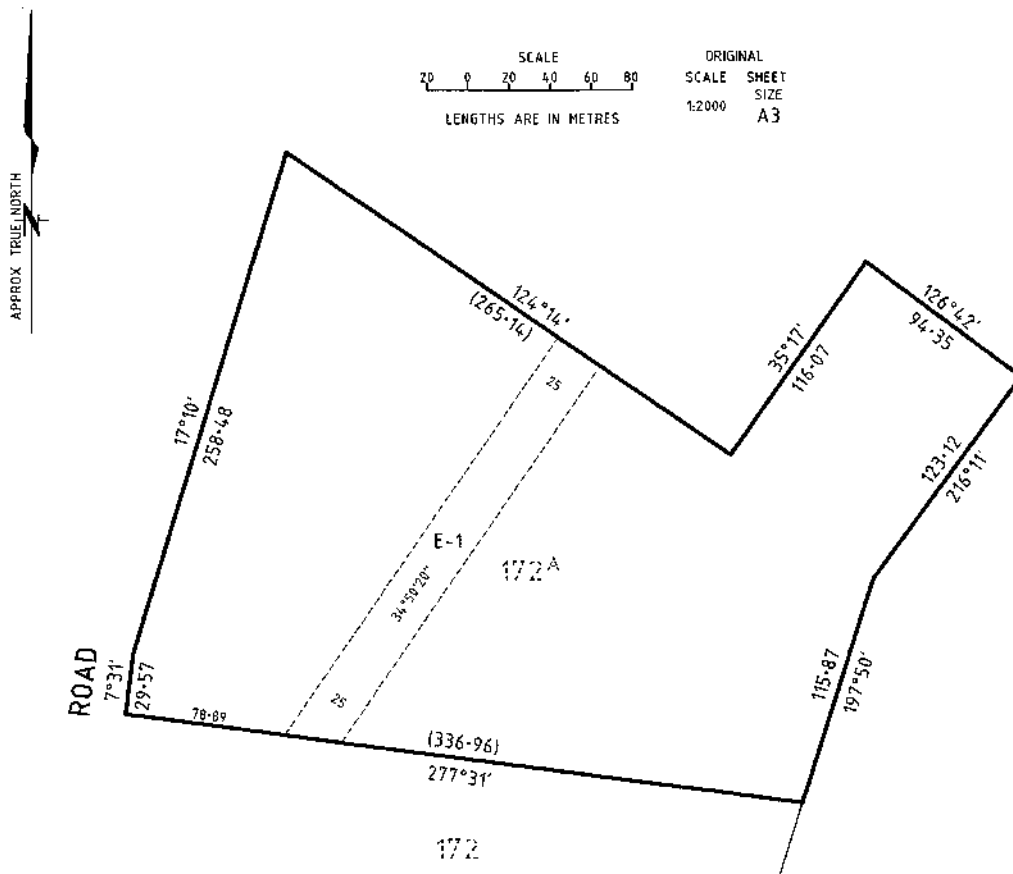 SCALE
20 0 20 40 60 80
LENGTHS ARE IN METRES
ORIGINAL
SCALE SHEET
SIZE
1:2000
A3
APPROX TRUE NORTH
N
124°14'
(265·14)
35°17'
116·07
126°42'
94·35
123·12
216°11'
17°10'
258·48
25
E-1
172A
34°50'20"
25
ROAD
7°31'
29·57
78·89
(336·96)
277°31'
115·87
197°50'
172